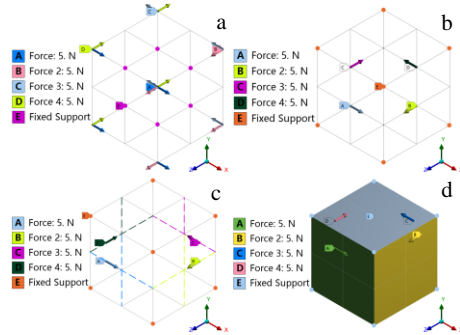 a
A Force: 5. N
B Force 2: 5. N
C Force 3: 5. N
D Force 4: 5. N
E Fixed Support
C
D
B
A
E
Y
Z
X
b
A Force: 5. N
B Force 2: 5. N
C Force 3: 5. N
D Force 4: 5. N
E Fixed Support
C
D
E
A
B
Y
Z
X
c
A Force: 5. N
B Force 2: 5. N
C Force 3: 5. N
D Force 4: 5. N
E Fixed Support
A
B
Y
Z
X
d
A Force: 5. N
B Force 2: 5. N
C Force 3: 5. N
D Force 4: 5. N
E Fixed Support
E
Y
Z
X